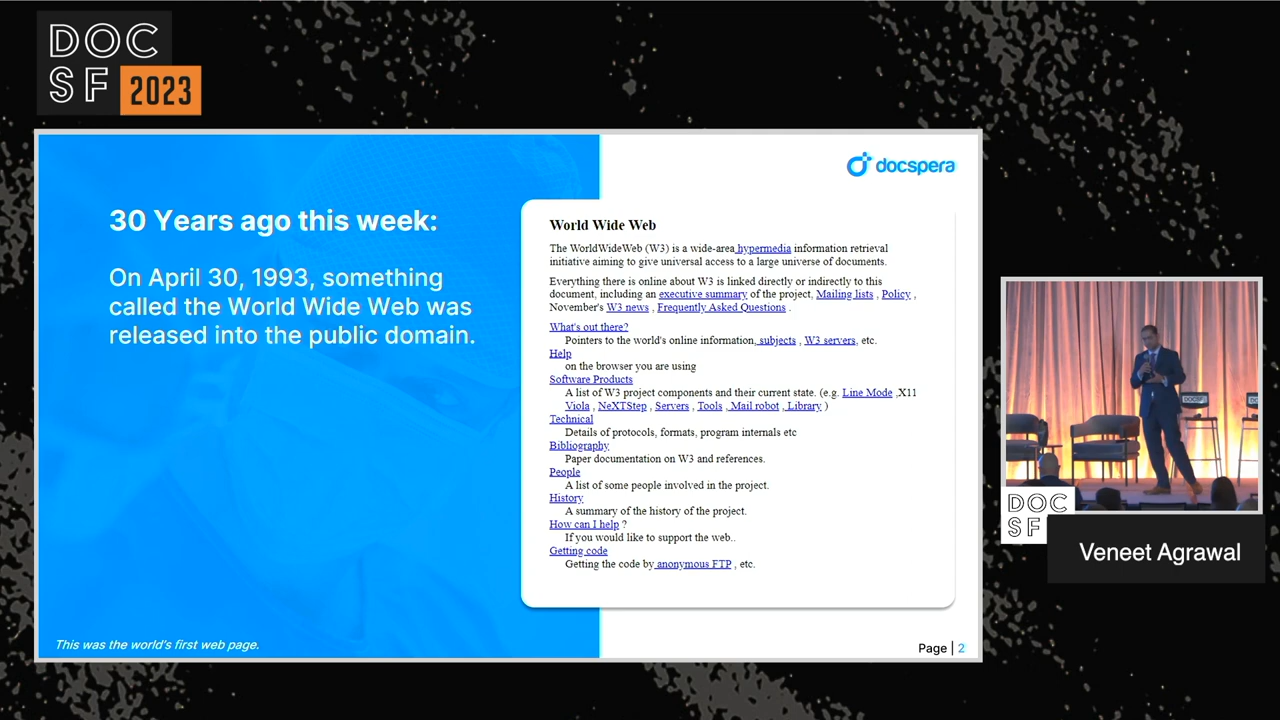 DOC
SF 2023
docspera
30 Years ago this week:
On April 30, 1993, something
called the World Wide Web was
released into the public domain.
This was the world's first web page.
World Wide Web
The WorldWideWeb (W3) is a wide-area hypermedia information retrieval
initiative aiming to give universal access to a large universe of documents.
Everything there is online about W3 is linked directly or indirectly to this
document, including an executive summary of the project, Mailing lists , Policy ,
November's W3 news , Frequently Asked Questions .
What's out there?
Pointers to the world's online information, subjects , W3 servers, etc.
Help
on the browser you are using
Software Products
A list of W3 project components and their current state. (e.g. Line Mode ,X11
Viola , NeXTStep , Servers , Tools , Mail robot , Library )
Technical
Details of protocols, formats, program internals etc
Bibliography
Paper documentation on W3 and references.
People
A list of some people involved in the project.
History
A summary of the history of the project.
How can I help ?
If you would like to support the web..
Getting code
Getting the code by anonymous FTP , etc.
Page | 2
DOC
SF
Veneet Agrawal